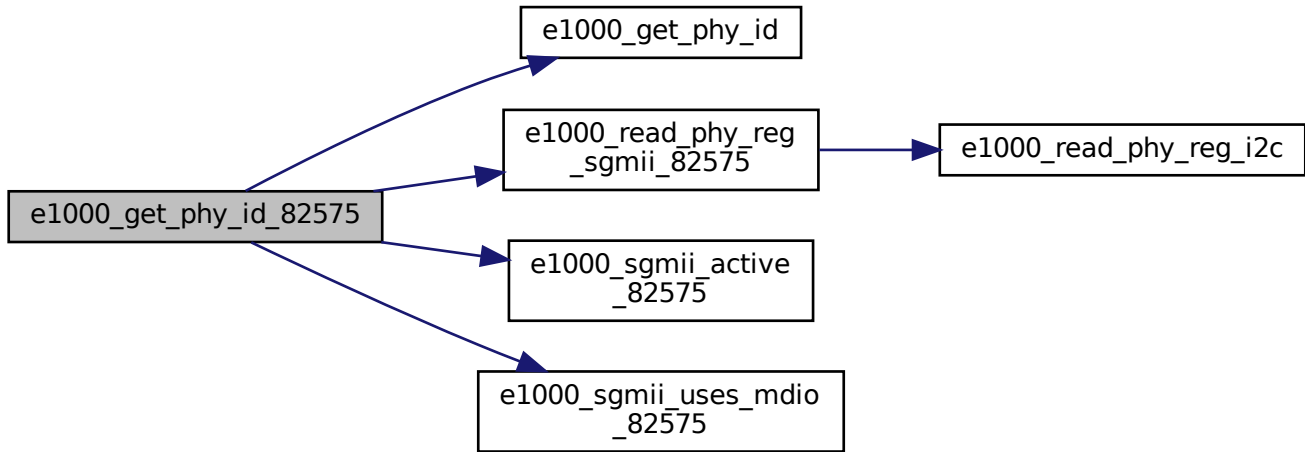 e1000_get_phy_id
e1000_read_phy_reg
_sgmii_82575
e1000_read_phy_reg_i2c
e1000_get_phy_id_82575
e1000_sgmii_active
_82575
e1000_sgmii_uses_mdio
_82575